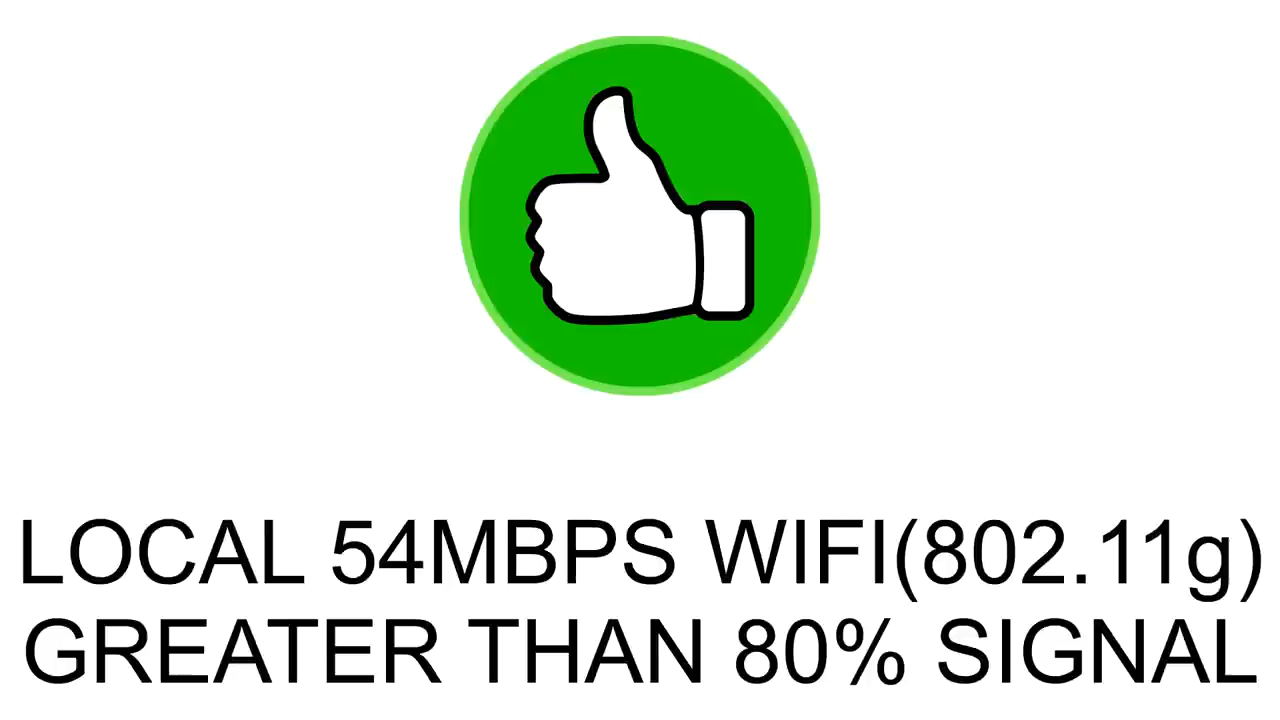 LOCAL 54MBPS WIFI(802.11g)
GREATER THAN 80% SIGNAL